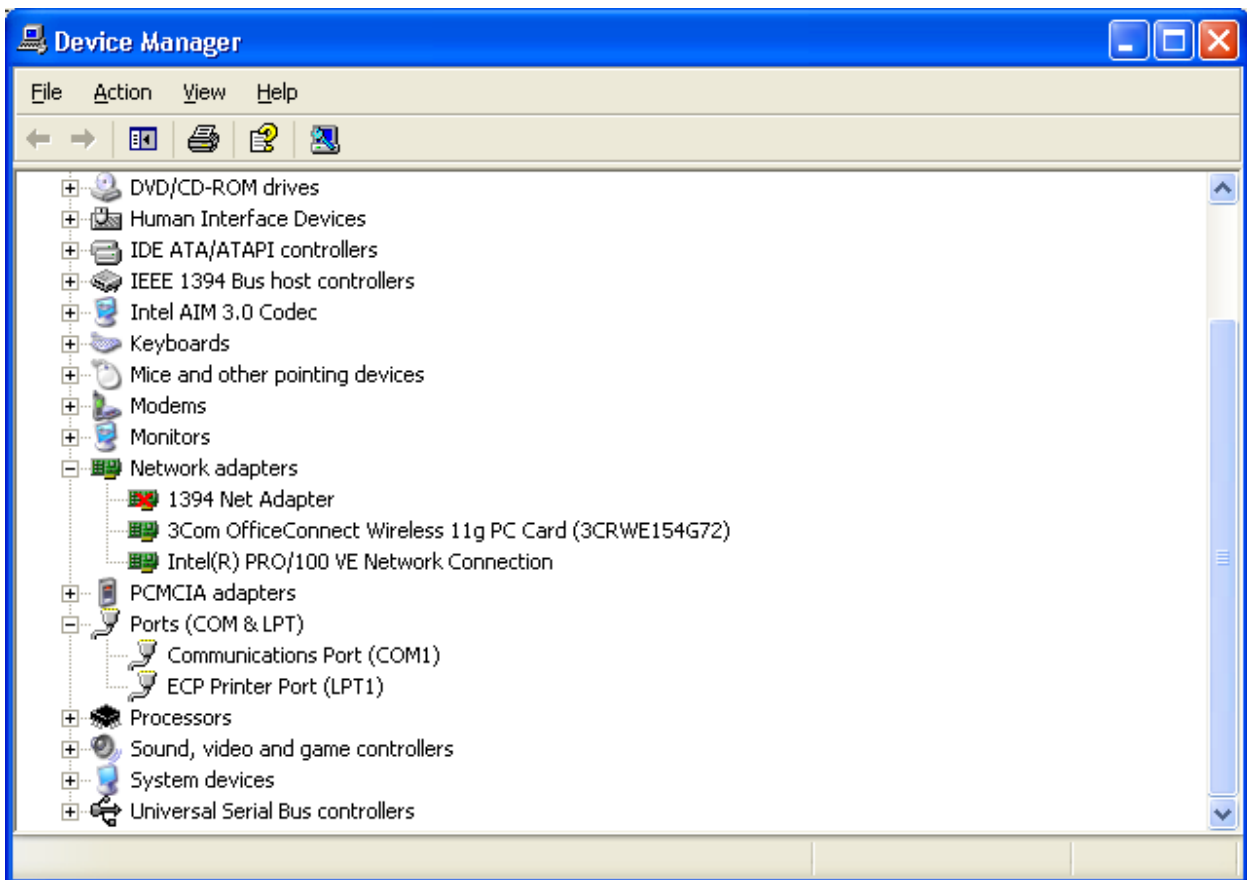 Device Manager
File Action View Help
DVD/CD-ROM drives
Human Interface Devices
IDE ATA/ATAPI controllers
IEEE 1394 Bus host controllers
Intel AIM 3.0 Codec
Keyboards
Mice and other pointing devices
Modems
Monitors
Network adapters
1394 Net Adapter
3Com OfficeConnect Wireless 11g PC Card (3CRWE154G72)
Intel(R) PRO/100 VE Network Connection
PCMCIA adapters
Ports (COM & LPT)
Communications Port (COM1)
ECP Printer Port (LPT1)
Processors
Sound, video and game controllers
System devices
Universal Serial Bus controllers